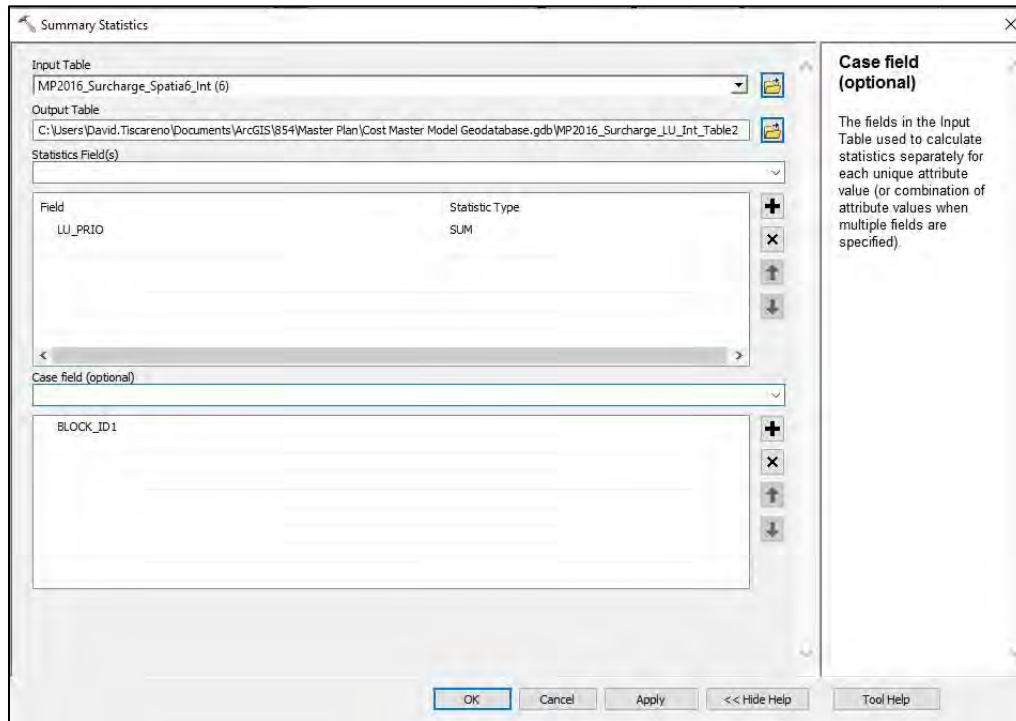 Summary Statistics
Input Table
MP2016_Surcharge_Spatia6_Int (6)
Output Table
C:\Users\David.Tiscareno\Documents\ArcGIS\854\Master Plan\Cost Master Model Geodatabase.gdb\MP2016_Surcharge_LU_Int_Table2
Statistics Field(s)
Field Statistic Type
LU_PRIO SUM
Case field (optional)
BLOCK_ID1
OK Cancel Apply << Hide Help Tool Help
Case field
(optional)
The fields in the Input
Table used to calculate
statistics separately for
each unique attribute
value (or combination of
attribute values when
multiple fields are
specified).